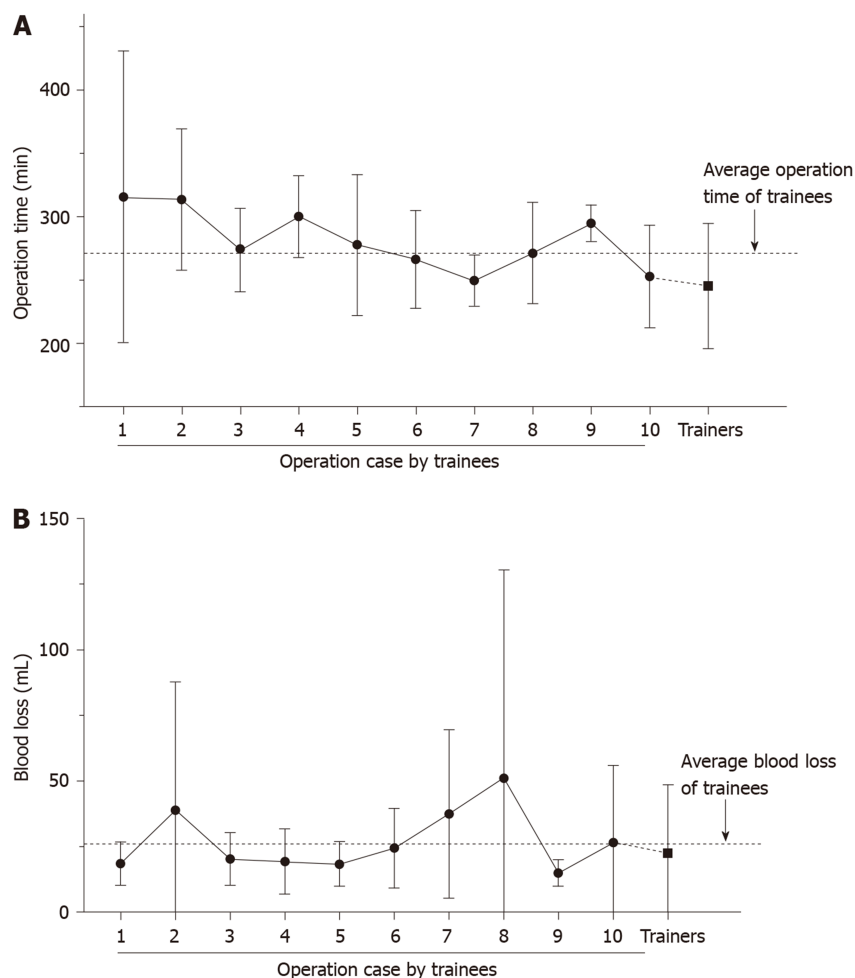 A
400
300
200
Operation time (min)
Average operation
time of trainees
1 2 3 4 5 6 7 8 9 10 Trainers
Operation case by trainees
B
150
100
50
0
Blood loss (mL)
Average blood loss
of trainees
1 2 3 4 5 6 7 8 9 10 Trainers
Operation case by trainees